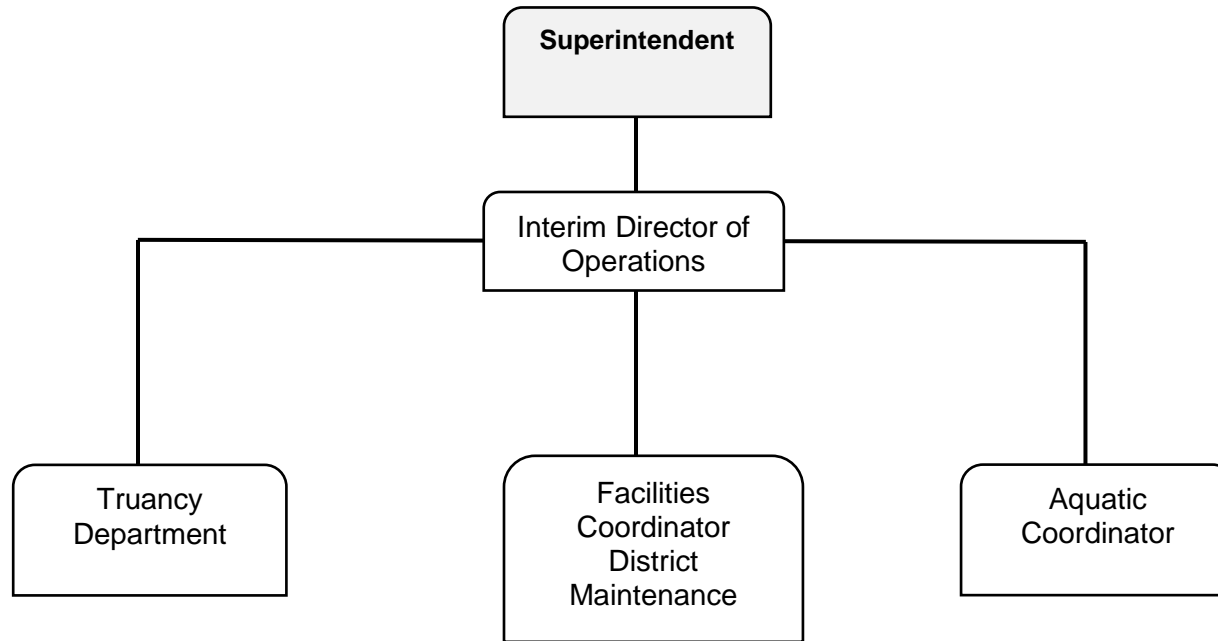 Superintendent
Interim Director of
Operations
Truancy
Department
Facilities
Coordinator
District
Maintenance
Aquatic
Coordinator